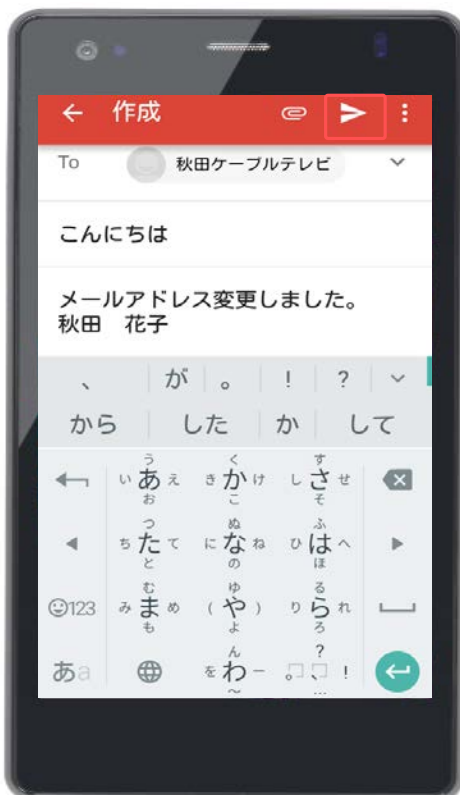 作成
To 秋田ケーブルテレビ
こんにちは
メールアドレス変更しました。
秋田　花子
、 が 。 ! ?
から した か して
う く す
い あ え き か け し さ せ
お こ そ
つ ぬ ふ
ち た て に な ね ひ は へ
と の ほ
む ゆ る
123 み ま め ( や ) り ら れ
も よ ろ
ん ?
あa を わ ー 。 、 !
〜 …